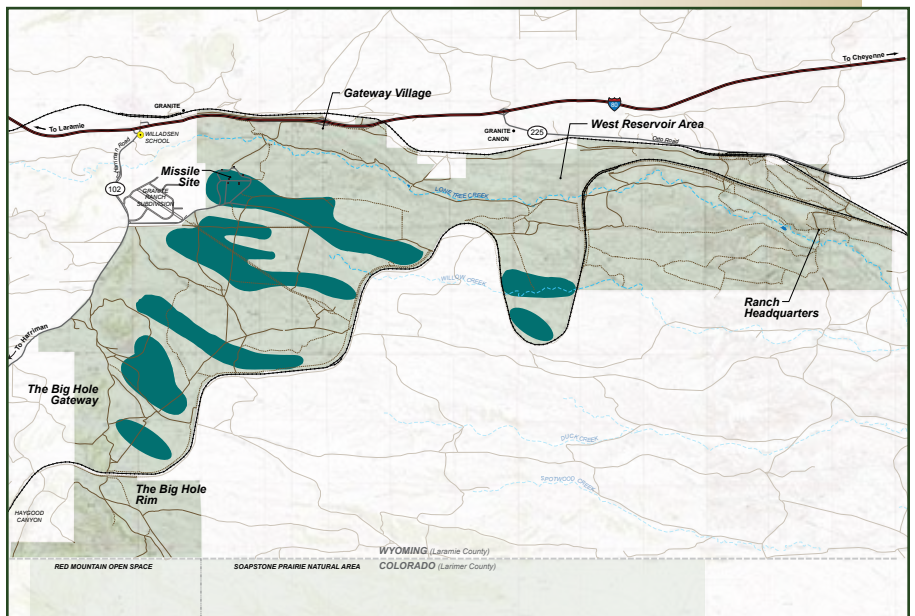 To Cheyenne
Gateway Village
GRANITE
80
To Laramie
WILLADSEN
SCHOOL
GRANITE
CANON
225
Otto Road
West Reservoir Area
Harriman Road
Missile
Site
102
GRANITE
RANCH
SUBDIVISION
LONE TREE CREEK
WILLOW CREEK
Ranch
Headquarters
To Harriman
The Big Hole
Gateway
DUCK CREEK
SPOTWOOD CREEK
The Big Hole
Rim
HAYGOOD
CANYON
WYOMING (Laramie County)
COLORADO (Larimer County)
RED MOUNTAIN OPEN SPACE
SOAPSTONE PRAIRIE NATURAL AREA